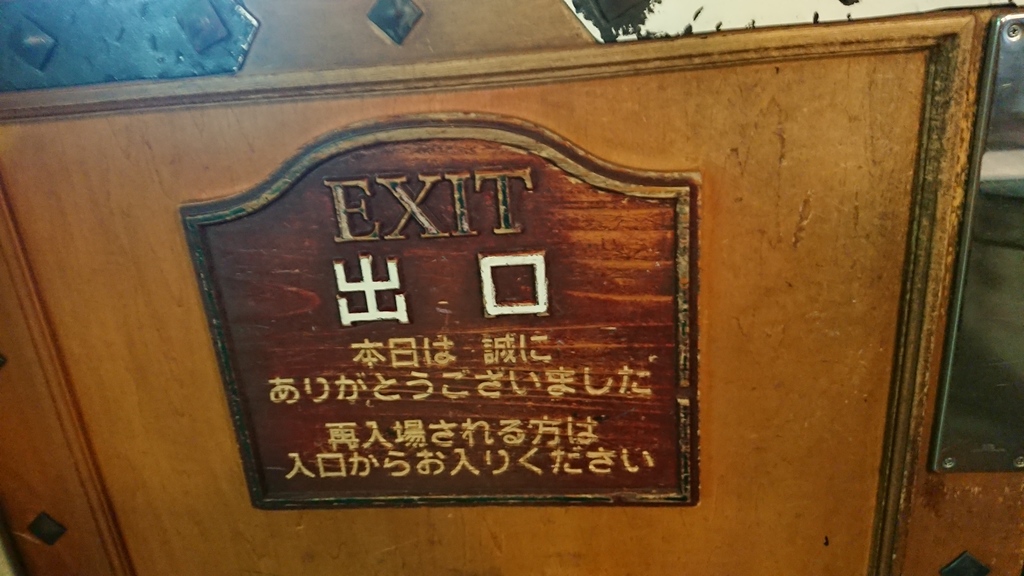 EXIT
出口
本日は 誠に
ありがとうございました
再入場される方は
入口からお入りください